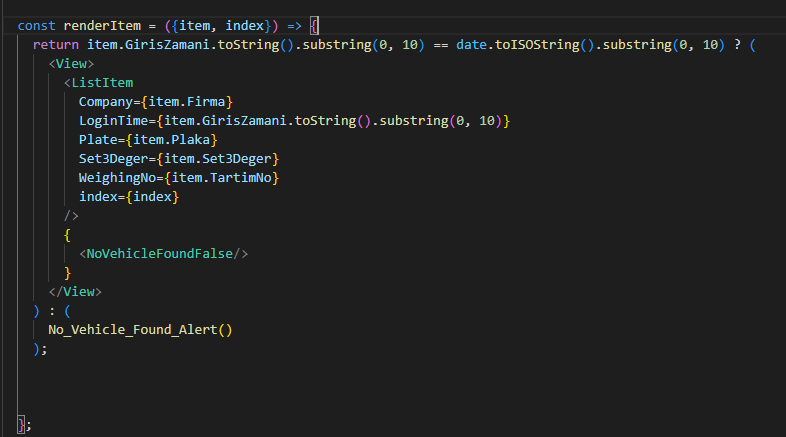 const renderItem = ({item, index}) => {
return item.GirisZamani.toString().substring(0, 10) == date.toISOString().substring(0, 10) ? (
<View>
<ListItem
Company={item.Firma}
LoginTime={item.GirisZamani.toString().substring(0, 10)}
Plate={item.Plaka}
Set3Deger={item.Set3Deger}
WeighingNo={item.TartimNo}
index={index}
/>
{
<NoVehicleFoundFalse/>
}
</View>
) : (
No_Vehicle_Found_Alert()
);
};